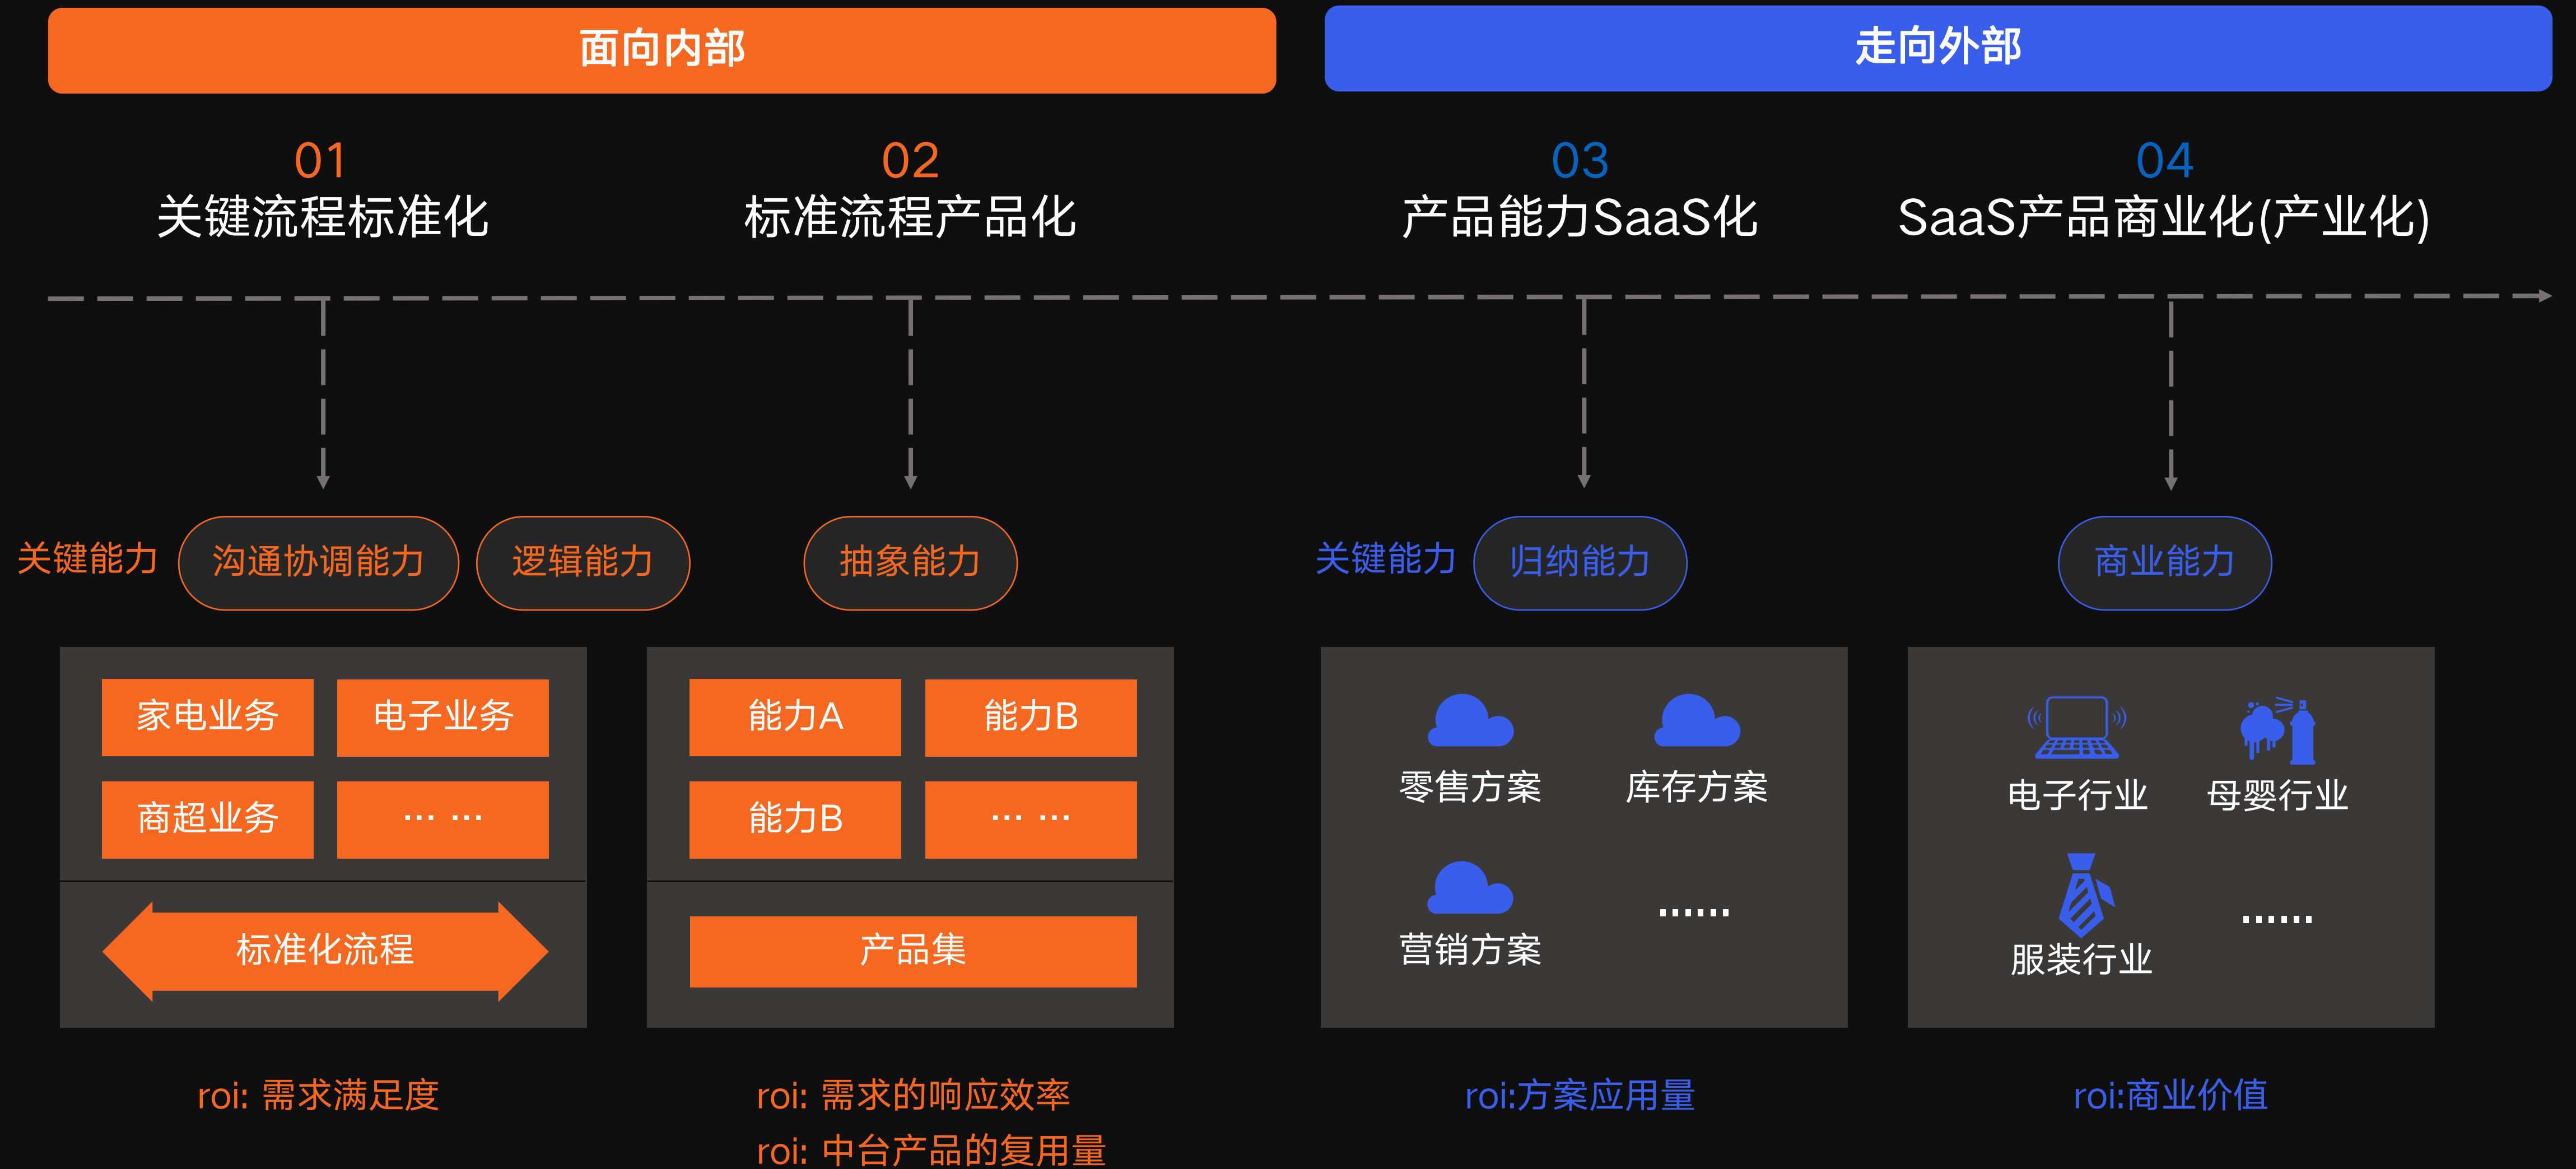 面向内部
走向外部
01
关键流程标准化
02
标准流程产品化
03
产品能力SaaS化
04
SaaS产品商业化(产业化)
关键能力
沟通协调能力
逻辑能力
抽象能力
关键能力
归纳能力
商业能力
家电业务
电子业务
商超业务
... ...
标准化流程
能力A
能力B
能力B
... ...
产品集
零售方案
库存方案
营销方案
......
电子行业
母婴行业
服装行业
......
roi: 需求满足度
roi: 需求的响应效率
roi: 中台产品的复用量
roi:方案应用量
roi:商业价值